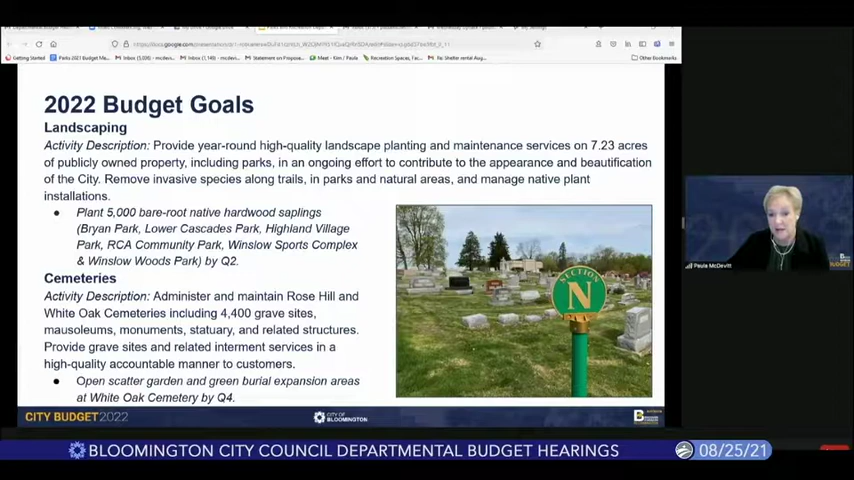 Getting Started
Other Bookmarks
2022 Budget Goals
Landscaping
Activity Description: Provide year-round high-quality landscape planting and maintenance services on 7.23 acres
of publicly owned property, including parks, in an ongoing effort to contribute to the appearance and beautification
of the City. Remove invasive species along trails, in parks and natural areas, and manage native plant
installations.
• Plant 5,000 bare-root native hardwood saplings
(Bryan Park, Lower Cascades Park, Highland Village
Park, RCA Community Park, Winslow Sports Complex
& Winslow Woods Park) by Q2.
Cemeteries
Activity Description: Administer and maintain Rose Hill and
White Oak Cemeteries including 4,400 grave sites,
mausoleums, monuments, statuary, and related structures.
Provide grave sites and related interment services in a
high-quality accountable manner to customers.
• Open scatter garden and green burial expansion areas
at White Oak Cemetery by Q4.
SECTION
N
Paula McDevitt
CITY BUDGET 2022
CITY OF
BLOOMINGTON
BLOOMINGTON CITY COUNCIL DEPARTMENTAL BUDGET HEARINGS
08/25/21